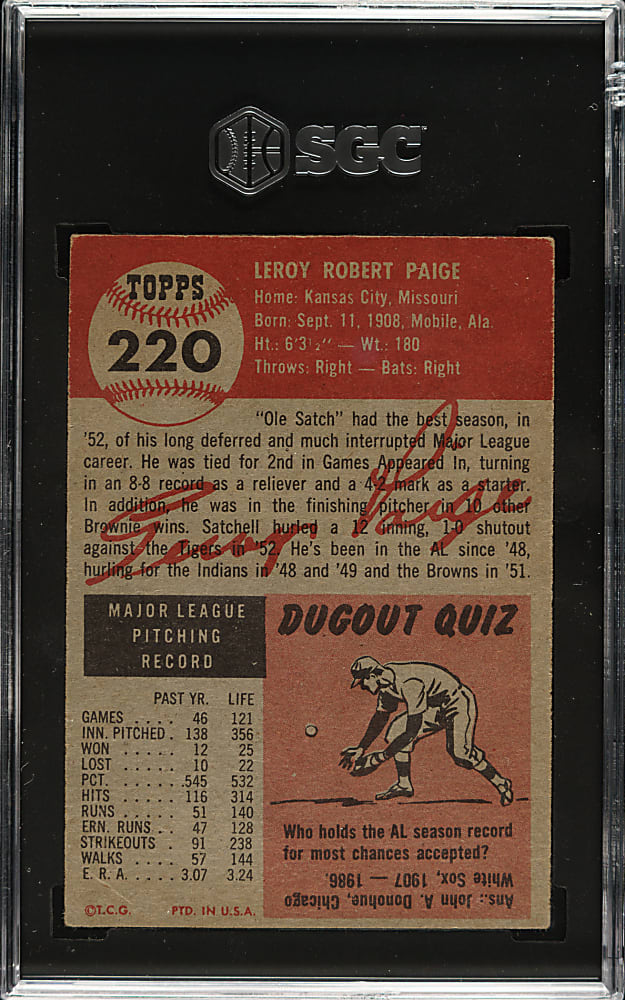 SGC
TOPPS
220
LEROY ROBERT PAIGE
Home: Kansas City, Missouri
Born: Sept. 11, 1908, Mobile, Ala.
Ht.: 6'3½" — Wt.: 180
Throws: Right — Bats: Right
"Ole Satch" had the best season, in
'52, of his long deferred and much interrupted Major League
career. He was tied for 2nd in Games Appeared In, turning
in an 8-8 record as a reliever and a 4-2 mark as a starter.
In addition, he was in the finishing pitcher in 10 other
Brownie wins. Satchell hurled a 12 inning, 1-0 shutout
against the Tigers in '52. He's been in the AL since '48,
hurling for the Indians in '48 and '49 and the Browns in '51.
MAJOR LEAGUE
PITCHING
RECORD
PAST YR. LIFE
GAMES .... 46 121
INN. PITCHED . 138 356
WON ..... 12 25
LOST ..... 10 22
PCT. ..... .545 532
HITS ..... 116 314
RUNS ..... 51 140
ERN. RUNS .. 47 128
STRIKEOUTS . 91 238
WALKS .... 57 144
E. R. A. .... 3.07 3.24
©T.C.G. PTD. IN U.S.A.
DUGOUT QUIZ
Who holds the AL season record
for most chances accepted?
Ans.: John A. Donohue, Chicago
White Sox, 1907 — 1986.